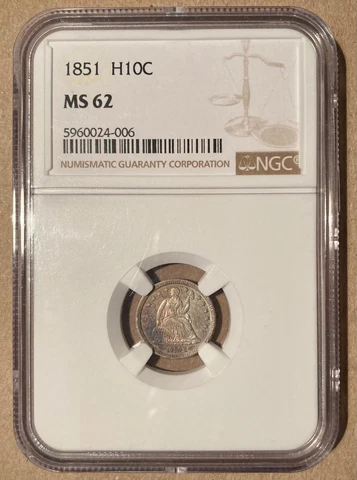 1851 H10C
MS 62
5960024-006
NUMISMATIC GUARANTY CORPORATION
NGC®